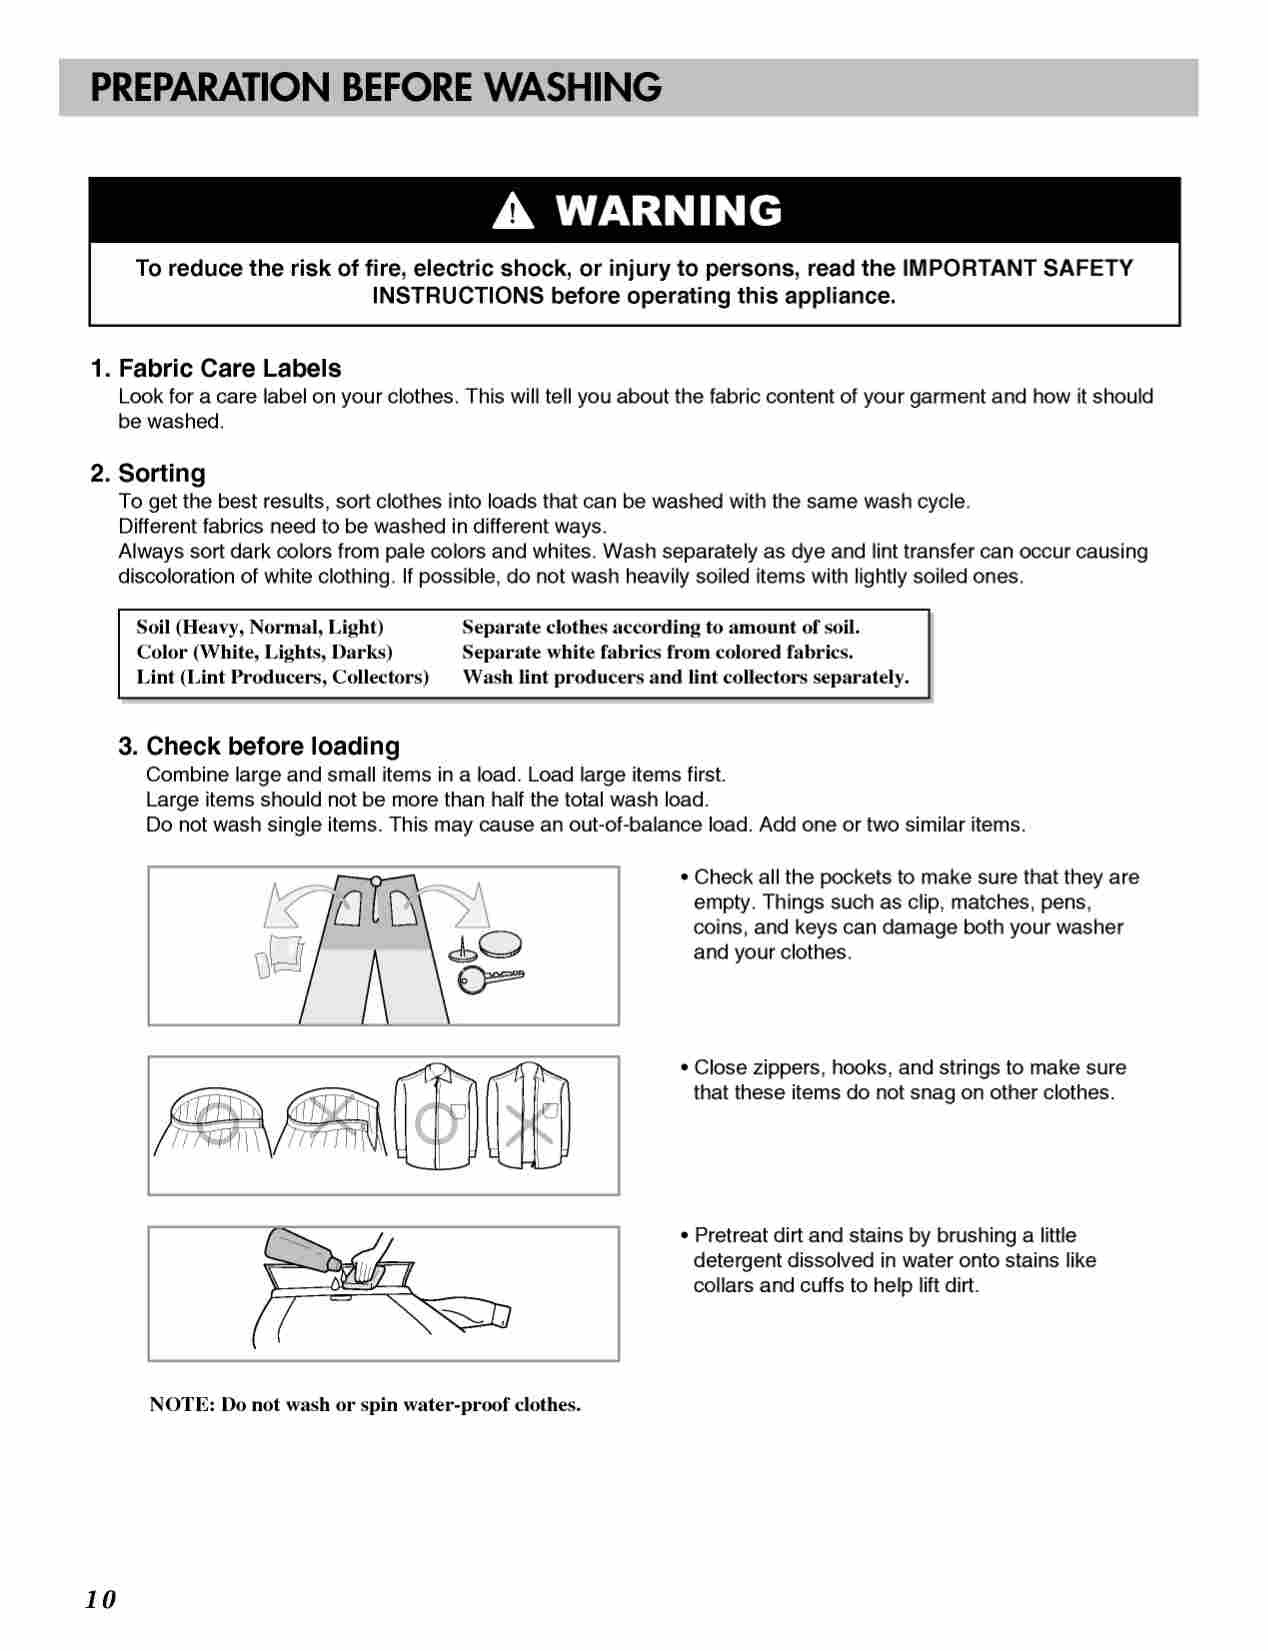 PREPARATION BEFORE WASHING
WARNING
To reduce the risk of fire, electric shock, or injury to persons, read the IMPORTANT SAFETY
INSTRUCTIONS before operating this appliance.
1. Fabric Care Labels
Look for a care label on your clothes. This will tell you about the fabric content of your garment and how it should
be washed.
2. Sorting
To get the best results, sort clothes into loads that can be washed with the same wash cycle.
Different fabrics need to be washed in different ways.
Always sort dark colors from pale colors and whites. Wash separately as dye and lint transfer can occur causing
discoloration of white clothing. If possible, do not wash heavily soiled items with lightly soiled ones.
Soil (Heavy, Normal, Light) Separate clothes according to amount of soil.
Color (White, Lights, Darks) Separate white fabrics from colored fabrics.
Lint (Lint Producers, Collectors) Wash lint producers and lint collectors separately.
3. Check before loading
Combine large and small items in a load. Load large items first.
Large items should not be more than half the total wash load.
Do not wash single items. This may cause an out-of-balance load. Add one or two similar items.
• Check all the pockets to make sure that they are
empty. Things such as clip, matches, pens,
coins, and keys can damage both your washer
and your clothes.
• Close zippers, hooks, and strings to make sure
that these items do not snag on other clothes.
• Pretreat dirt and stains by brushing a little
detergent dissolved in water onto stains like
collars and cuffs to help lift dirt.
NOTE: Do not wash or spin water-proof clothes.
10